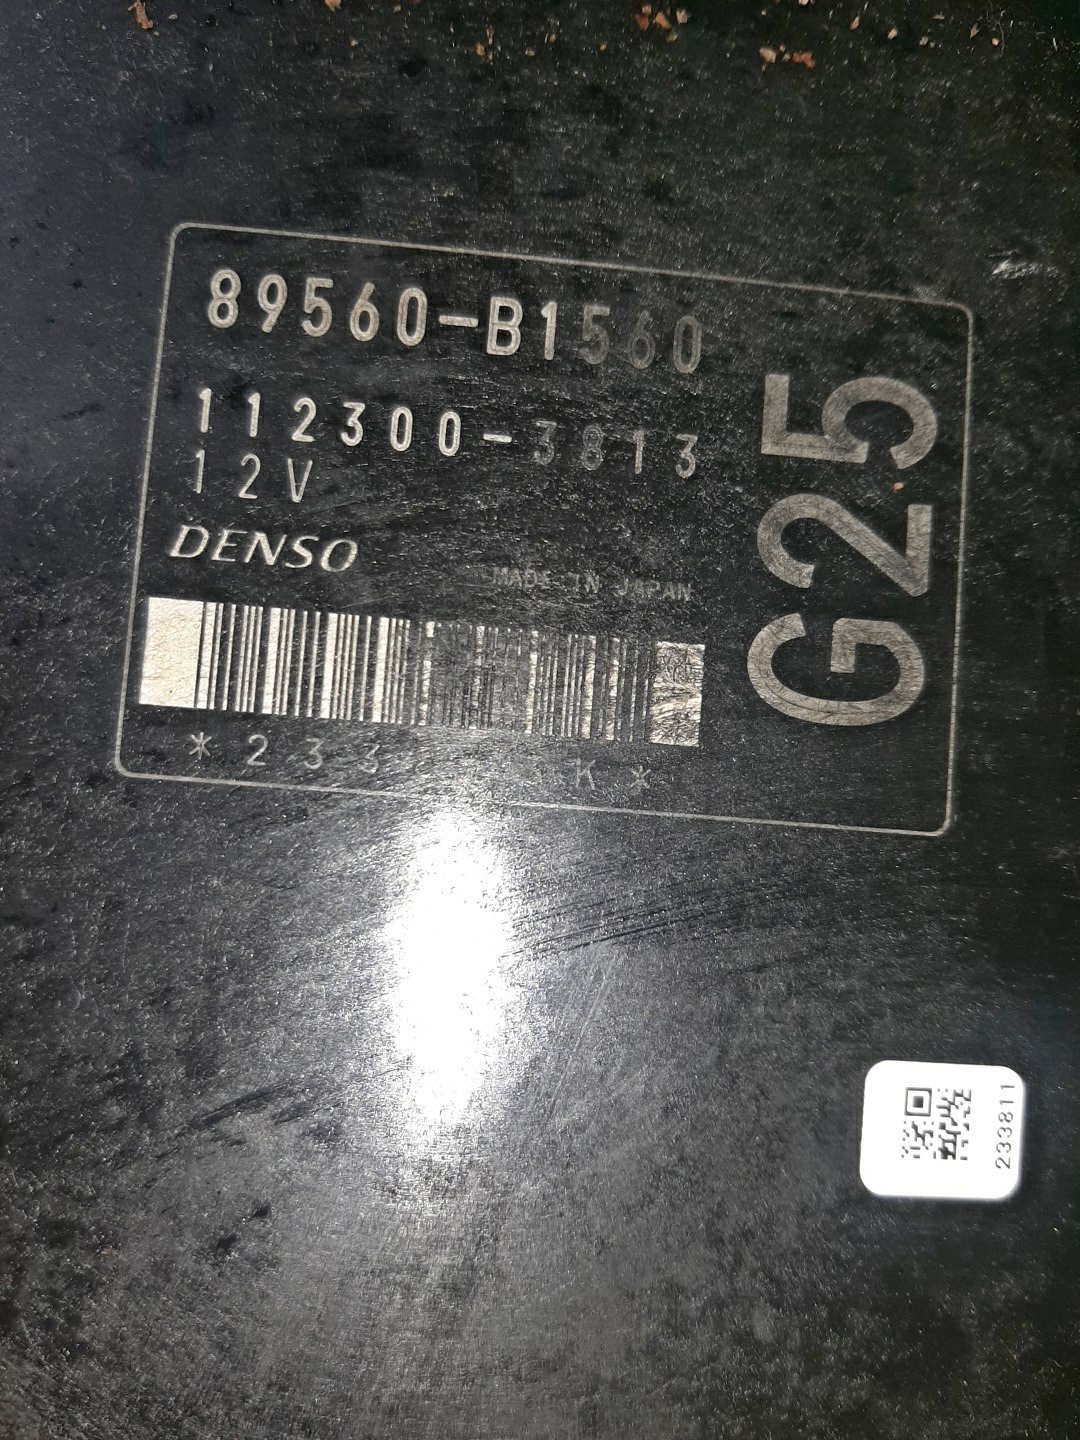 89560-B1560
112300-3813
12V
DENSO
MADE IN JAPAN
G25
233811